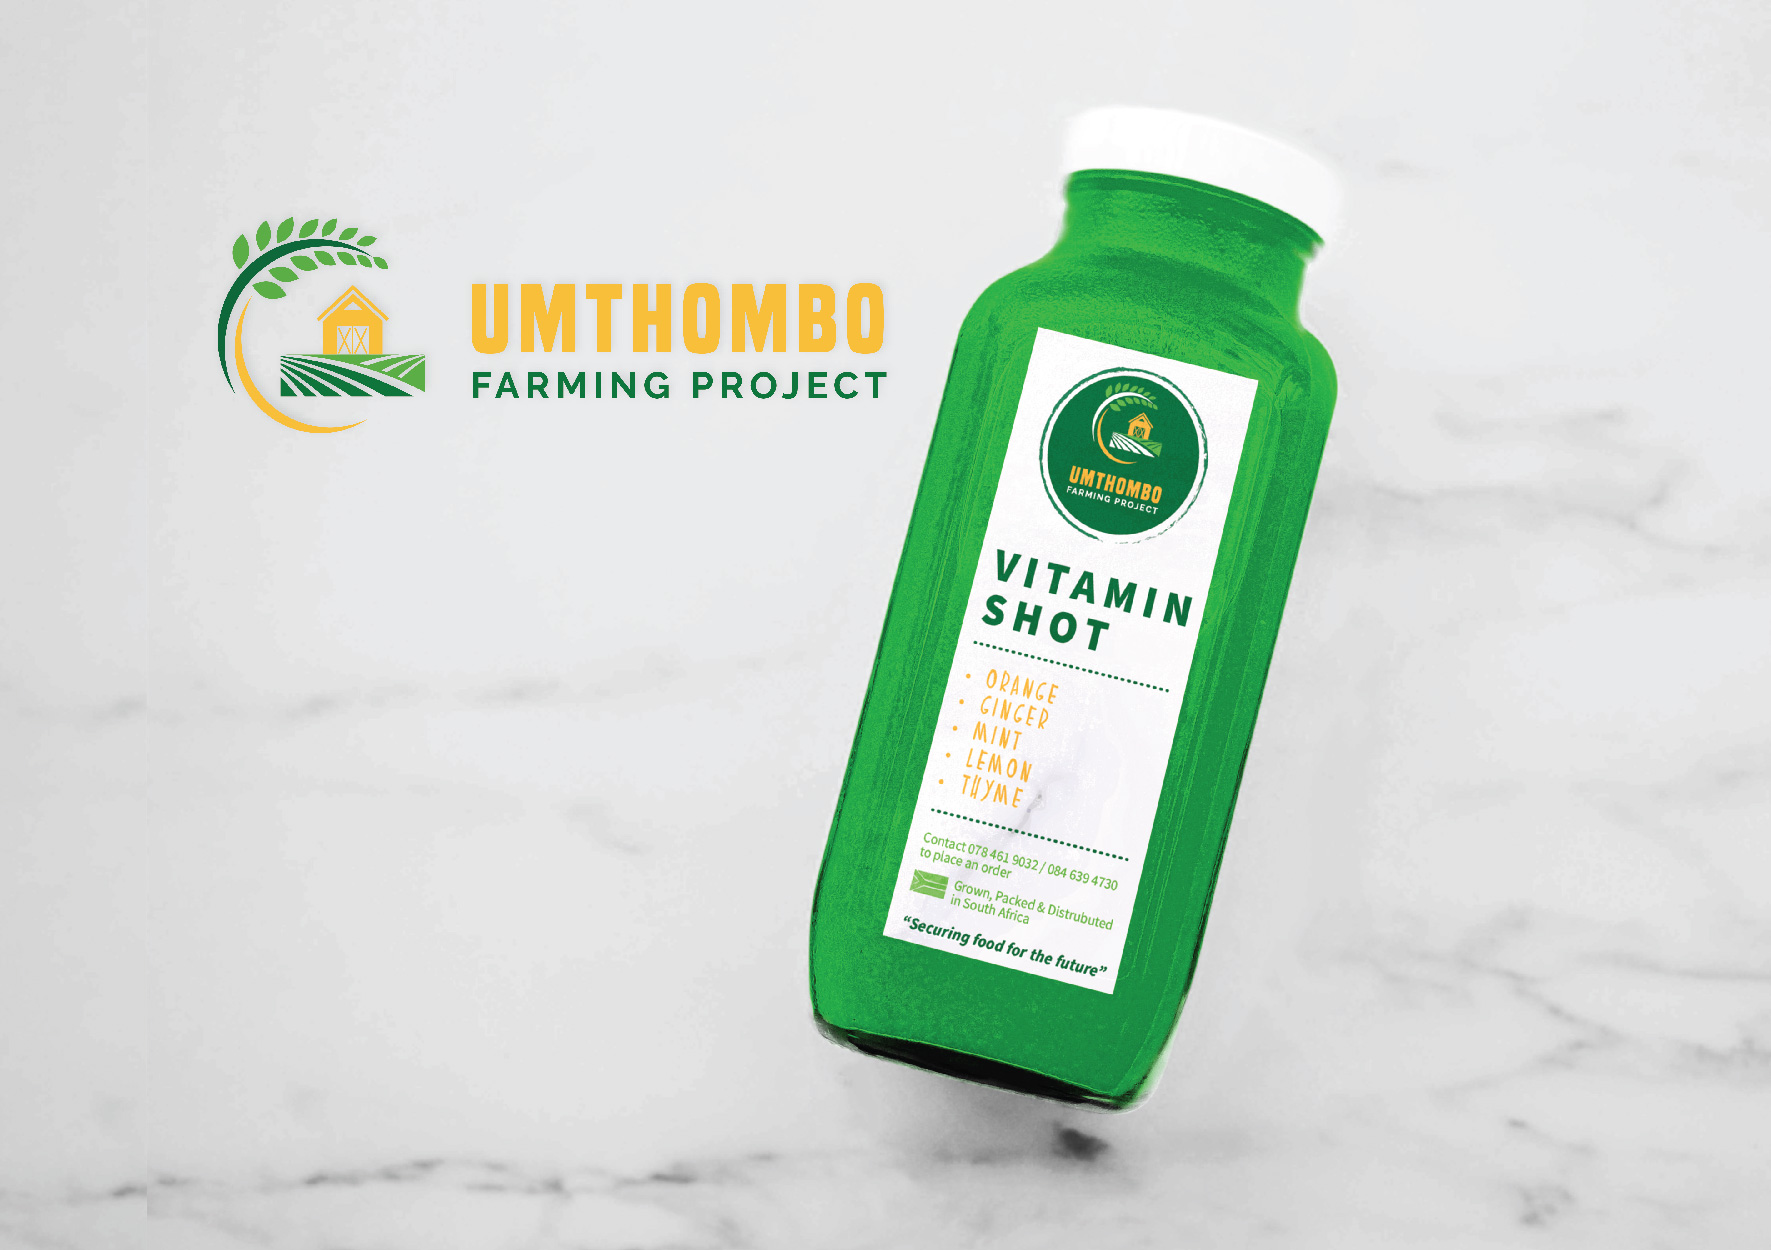 UMTHOMBO
FARMING PROJECT
UMTHOMBO
FARMING PROJECT
VITAMIN
SHOT
• ORANGE
• GINGER
• MINT
• LEMON
• THYME
Contact 078 461 9032 / 084 639 4730
to place an order
Grown, Packed & Distrubuted
in South Africa
“Securing food for the future”